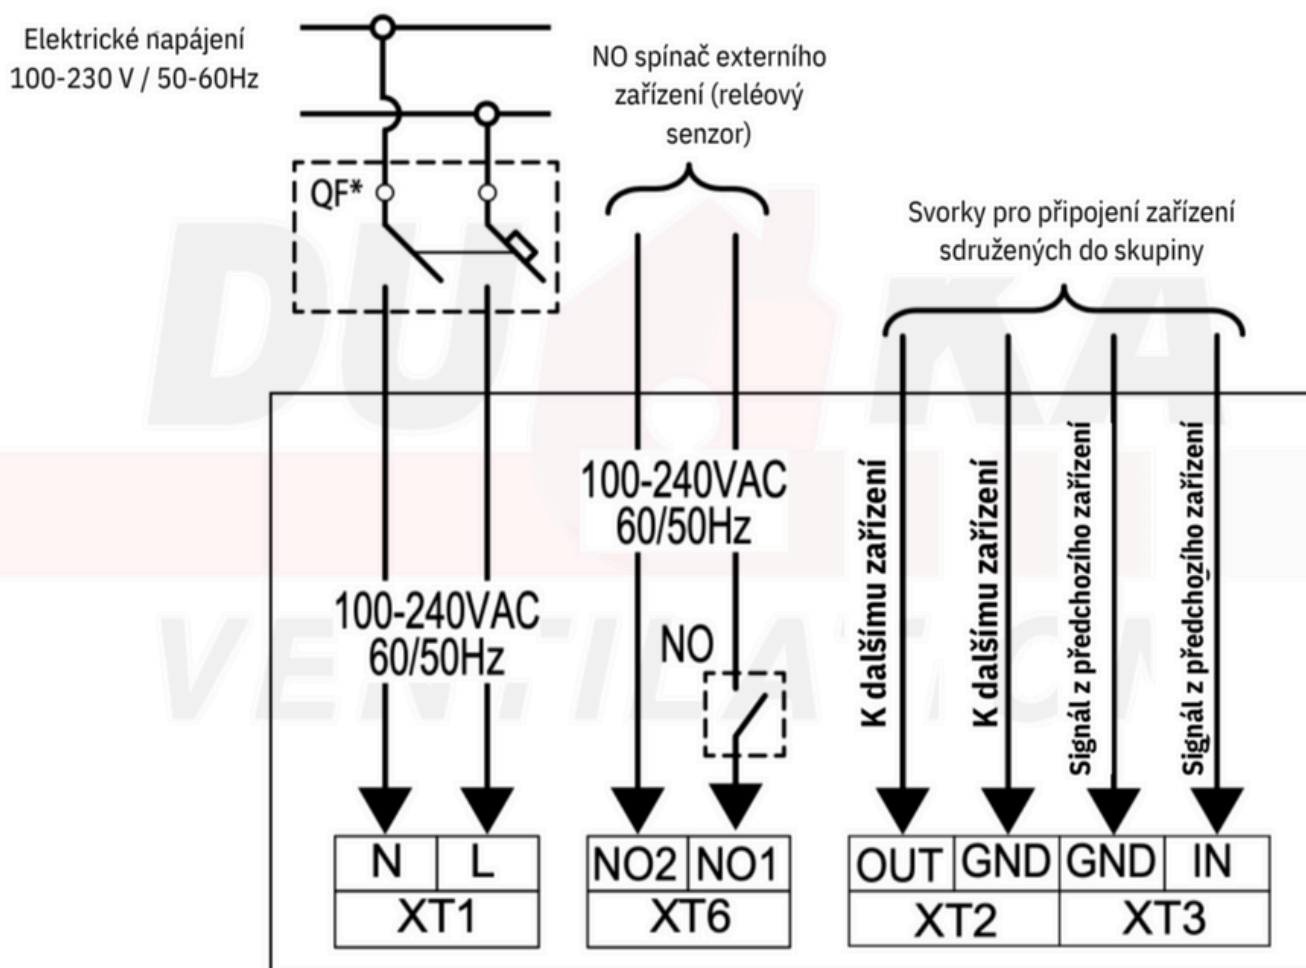 Elektrické napájení
100-230 V / 50-60Hz
NO spínač externího
zařízení (reléový
senzor)
QF*
Svorky pro připojení zařízení
sdružených do skupiny
DUKA
VENTILATION
100-240VAC
60/50Hz
100-240VAC
60/50Hz
NO
K dalšímu zařízení
K dalšímu zařízení
Signál z předchozího zařízení
Signál z předchozího zařízení
N L
XT1
NO2 NO1
XT6
OUT GND GND IN
XT2 XT3